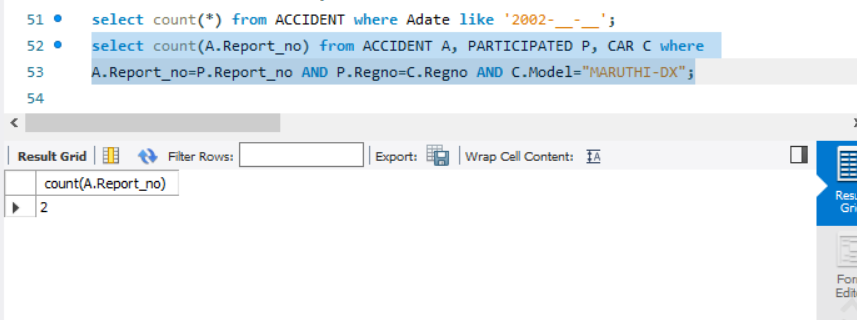 51 select count(*) from ACCIDENT where Adate like '2002-__-__';
52 select count(A.Report_no) from ACCIDENT A, PARTICIPATED P, CAR C where
53 A.Report_no=P.Report_no AND P.Regno=C.Regno AND C.Model="MARUTHI-DX";
54
Result Grid Filter Rows: Export: Wrap Cell Content: IA
count(A.Report_no)
2
Resu
Gri
For
Edit